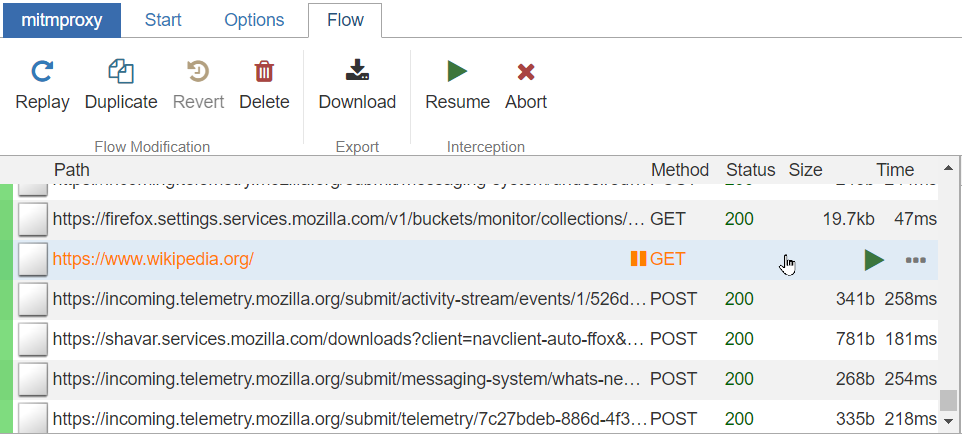 mitmproxy Start Options Flow
Replay Duplicate Revert Delete Download Resume Abort
Flow Modification Export Interception
Path Method Status Size Time
https://firefox.settings.services.mozilla.com/v1/buckets/monitor/collections/… GET 200 19.7kb 47ms
https://www.wikipedia.org/ GET
https://incoming.telemetry.mozilla.org/submit/activity-stream/events/1/526d… POST 200 341b 258ms
https://shavar.services.mozilla.com/downloads?client=navclient-auto-ffox&… POST 200 781b 181ms
https://incoming.telemetry.mozilla.org/submit/messaging-system/whats-ne… POST 200 268b 254ms
https://incoming.telemetry.mozilla.org/submit/telemetry/7c27bdeb-886d-4f3… POST 200 335b 218ms